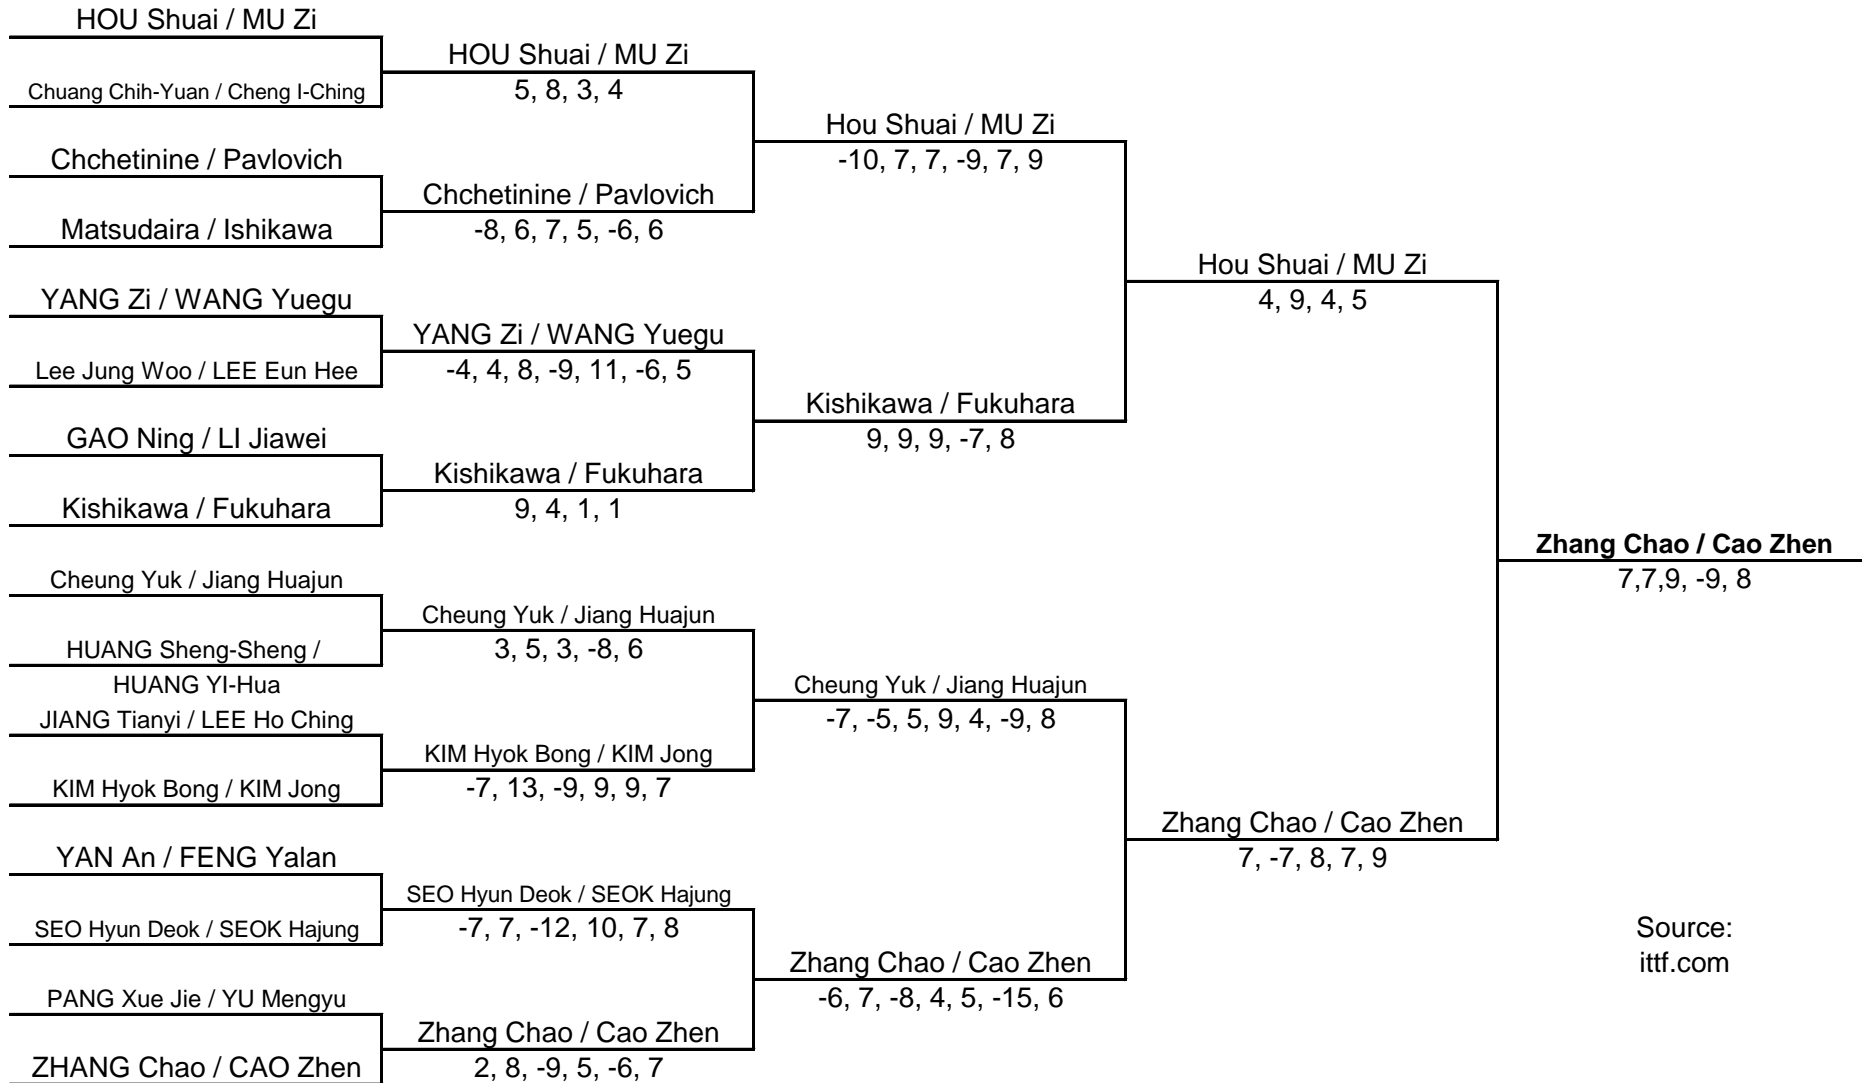 HOU Shuai / MU Zi
Chuang Chih-Yuan / Cheng I-Ching
Chchetinine / Pavlovich
Matsudaira / Ishikawa
YANG Zi / WANG Yuegu
Lee Jung Woo / LEE Eun Hee
GAO Ning / LI Jiawei
Kishikawa / Fukuhara
Cheung Yuk / Jiang Huajun
HUANG Sheng-Sheng /
HUANG YI-Hua
JIANG Tianyi / LEE Ho Ching
KIM Hyok Bong / KIM Jong
YAN An / FENG Yalan
SEO Hyun Deok / SEOK Hajung
PANG Xue Jie / YU Mengyu
ZHANG Chao / CAO Zhen
HOU Shuai / MU Zi
5, 8, 3, 4
Chchetinine / Pavlovich
-8, 6, 7, 5, -6, 6
YANG Zi / WANG Yuegu
-4, 4, 8, -9, 11, -6, 5
Kishikawa / Fukuhara
9, 4, 1, 1
Cheung Yuk / Jiang Huajun
3, 5, 3, -8, 6
KIM Hyok Bong / KIM Jong
-7, 13, -9, 9, 9, 7
SEO Hyun Deok / SEOK Hajung
-7, 7, -12, 10, 7, 8
Zhang Chao / Cao Zhen
2, 8, -9, 5, -6, 7
Hou Shuai / MU Zi
-10, 7, 7, -9, 7, 9
Kishikawa / Fukuhara
9, 9, 9, -7, 8
Cheung Yuk / Jiang Huajun
-7, -5, 5, 9, 4, -9, 8
Zhang Chao / Cao Zhen
-6, 7, -8, 4, 5, -15, 6
Hou Shuai / MU Zi
4, 9, 4, 5
Zhang Chao / Cao Zhen
7, -7, 8, 7, 9
Zhang Chao / Cao Zhen
7,7,9, -9, 8
Source:
ittf.com